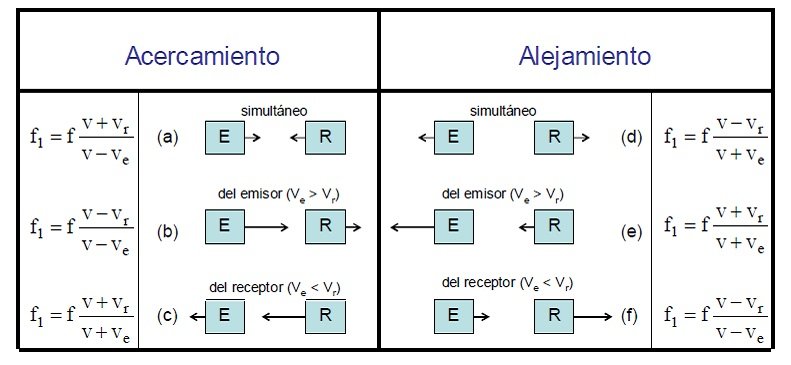 Acercamiento
Alejamiento
simultáneo
f₁ = f (v + vᵣ)/(v − vₑ) (a) E R
simultáneo
E R (d) f₁ = f (v − vᵣ)/(v + vₑ)
del emisor (Vₑ > Vᵣ)
f₁ = f (v − vᵣ)/(v − vₑ) (b) E R
del emisor (Vₑ > Vᵣ)
E R (e) f₁ = f (v + vᵣ)/(v + vₑ)
del receptor (Vₑ < Vᵣ)
f₁ = f (v + vᵣ)/(v + vₑ) (c) E R
del receptor (Vₑ < Vᵣ)
E R (f) f₁ = f (v − vᵣ)/(v − vₑ)